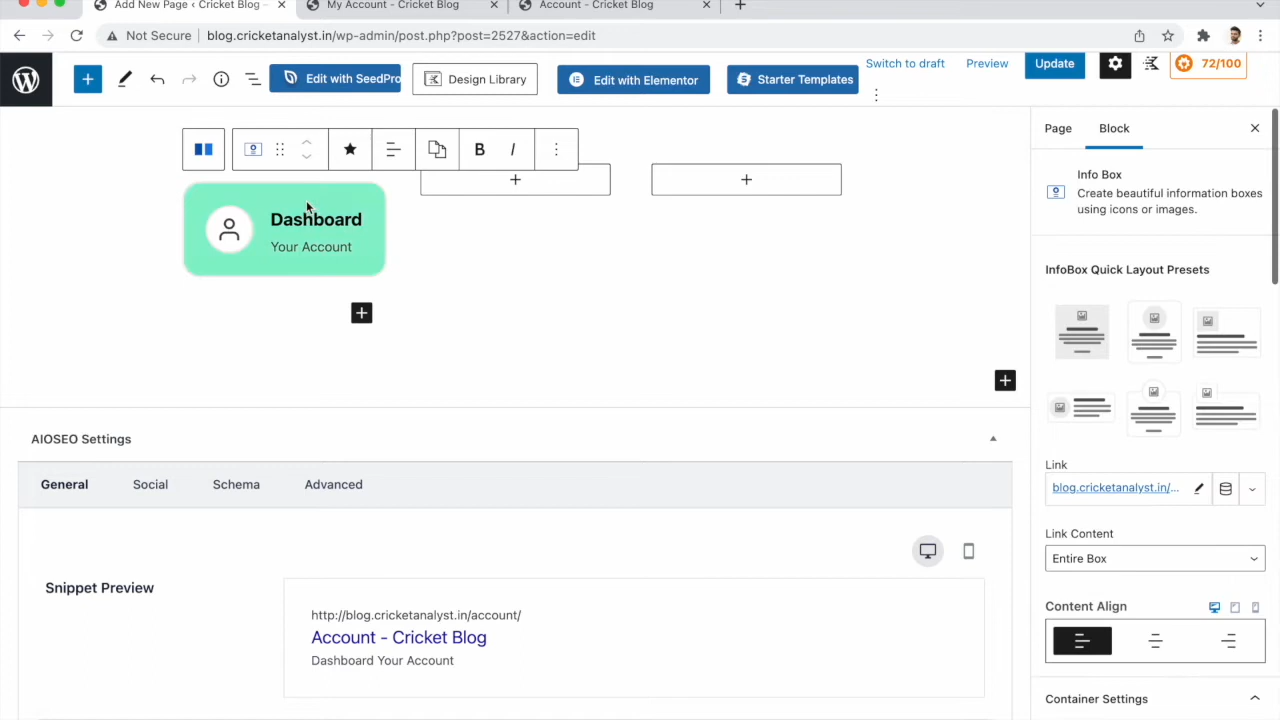 Add New Page ‹ Cricket Blog –
My Account - Cricket Blog
Account - Cricket Blog
Not Secure
blog.cricketanalyst.in/wp-admin/post.php?post=2527&action=edit
Edit with SeedPro
Design Library
Edit with Elementor
Starter Templates
Switch to draft
Preview
Update
72/100
B
I
Dashboard
Your Account
Page
Block
Info Box
Create beautiful information boxes
using icons or images.
InfoBox Quick Layout Presets
Link
blog.cricketanalyst.in/...
Link Content
Entire Box
Content Align
Container Settings
AIOSEO Settings
General
Social
Schema
Advanced
Snippet Preview
http://blog.cricketanalyst.in/account/
Account - Cricket Blog
Dashboard Your Account